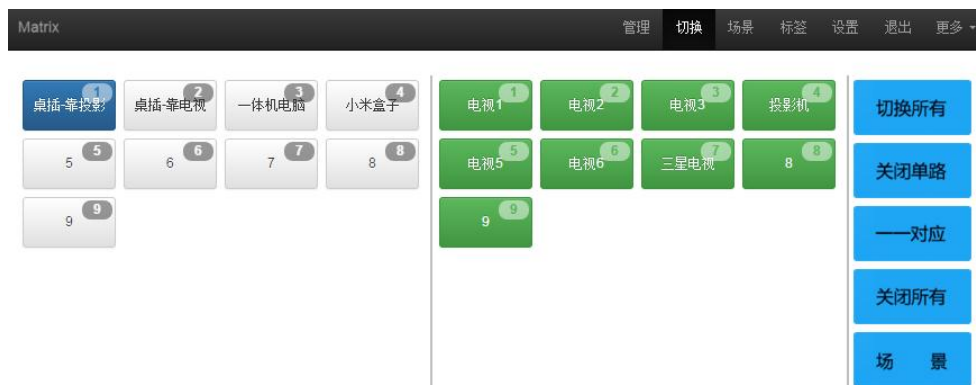 Matrix 管理 切换 场景 标签 设置 退出 更多
桌插-靠投影 1 桌插-靠电视 2 一体机电脑 3 小米盒子 4 电视1 1 电视2 2 电视3 3 投影机 4 切换所有
5 5 6 6 7 7 8 8 电视5 5 电视6 6 三星电视 7 8 8 关闭单路
9 9 9 9 一一对应
关闭所有
场 景